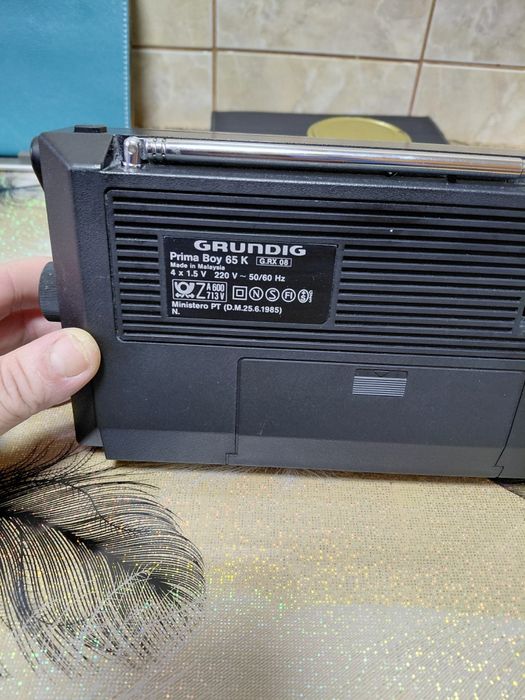 GRUNDIG
Prima Boy 65 K G.RX 08
Made in Malaysia
4 x 1.5 V 220 V ~ 50/60 Hz
Z A 600 713 V N S FI
Ministero PT (D.M.25.6.1985)
N.